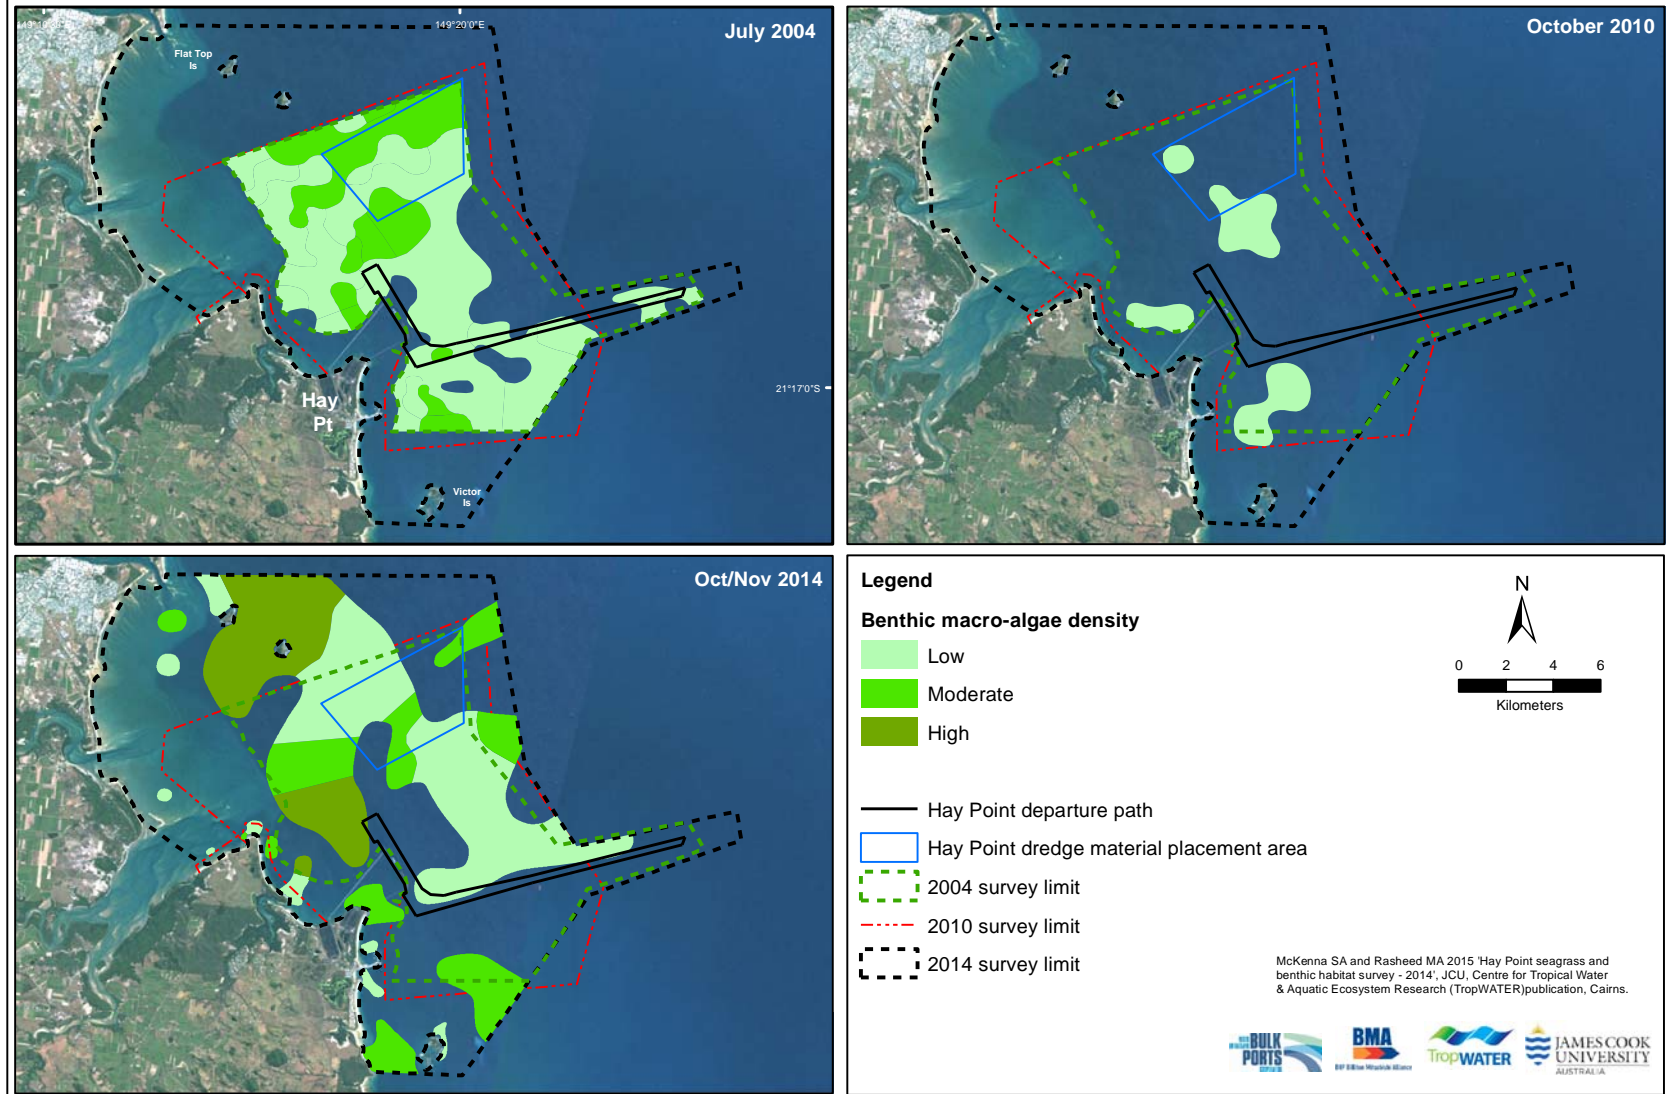 149°20'0"E
July 2004
Flat Top
Is
Hay
Pt
21°17'0"S
Victor
Is
October 2010
Oct/Nov 2014
Legend
Benthic macro-algae density
Low
Moderate
High
Hay Point departure path
Hay Point dredge material placement area
2004 survey limit
2010 survey limit
2014 survey limit
N
0 2 4 6
Kilometers
McKenna SA and Rasheed MA 2015 'Hay Point seagrass and
benthic habitat survey - 2014', JCU, Centre for Tropical Water
& Aquatic Ecosystem Research (TropWATER)publication, Cairns.
BULK
PORTS
BMA
BHP Billiton Mitsubishi Alliance
TropWATER
JAMES COOK
UNIVERSITY
AUSTRALIA